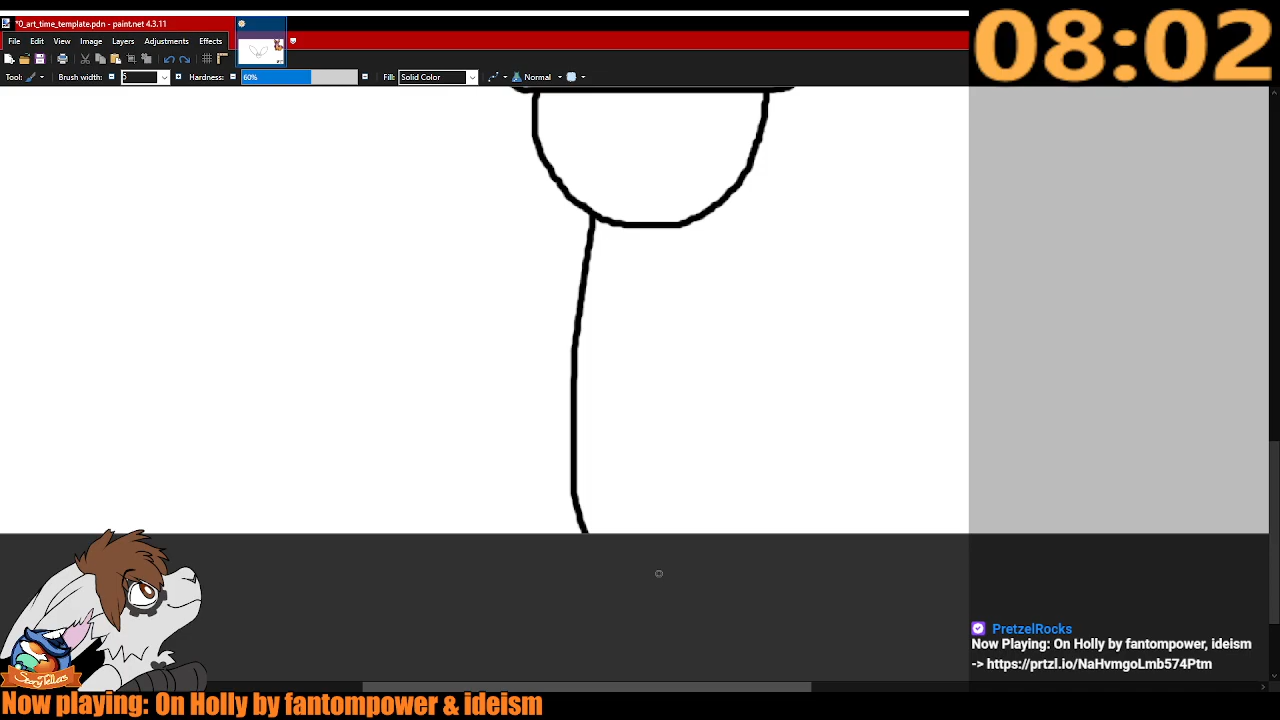 *0_art_time_template.pdn - paint.net 4.3.11
08:02
File Edit View Image Layers Adjustments Effects
Tool: Brush width: 5 Hardness: 60% Fill: Solid Color Normal
PretzelRocks
Now Playing: On Holly by fantompower, ideism
-> https://prtzl.io/NaHvmgoLmb574Ptm
StoryTellers
Now playing: On Holly by fantompower & ideism